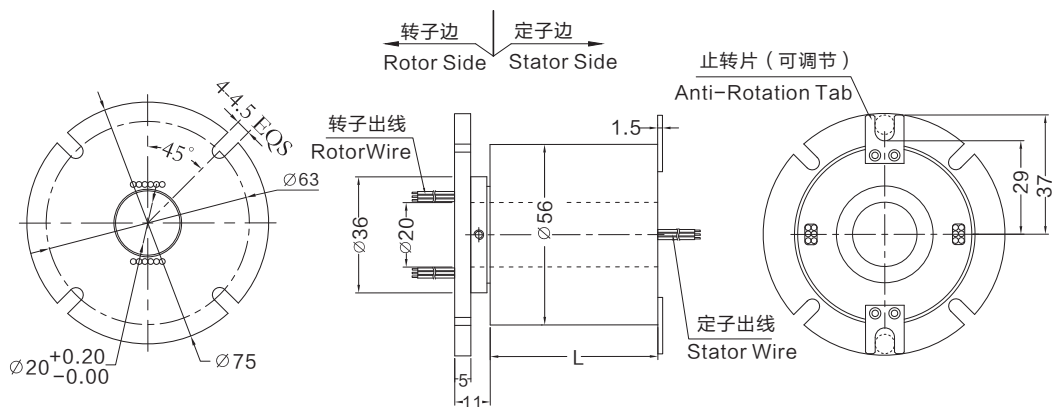 转子边
Rotor Side
定子边
Stator Side
止转片（可调节）
Anti-Rotation Tab
4-4.5 EQS
45°
转子出线
RotorWire
1.5
∅63
∅36
∅20
∅56
29
37
定子出线
Stator Wire
∅20+0.20
-0.00
∅75
L
5
11